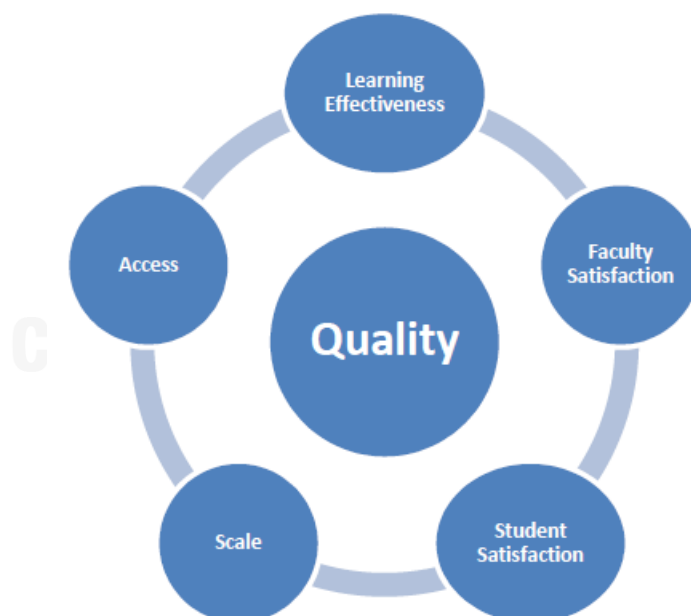 Learning
Effectiveness
Faculty
Satisfaction
Access
Quality
Student
Satisfaction
Scale
C